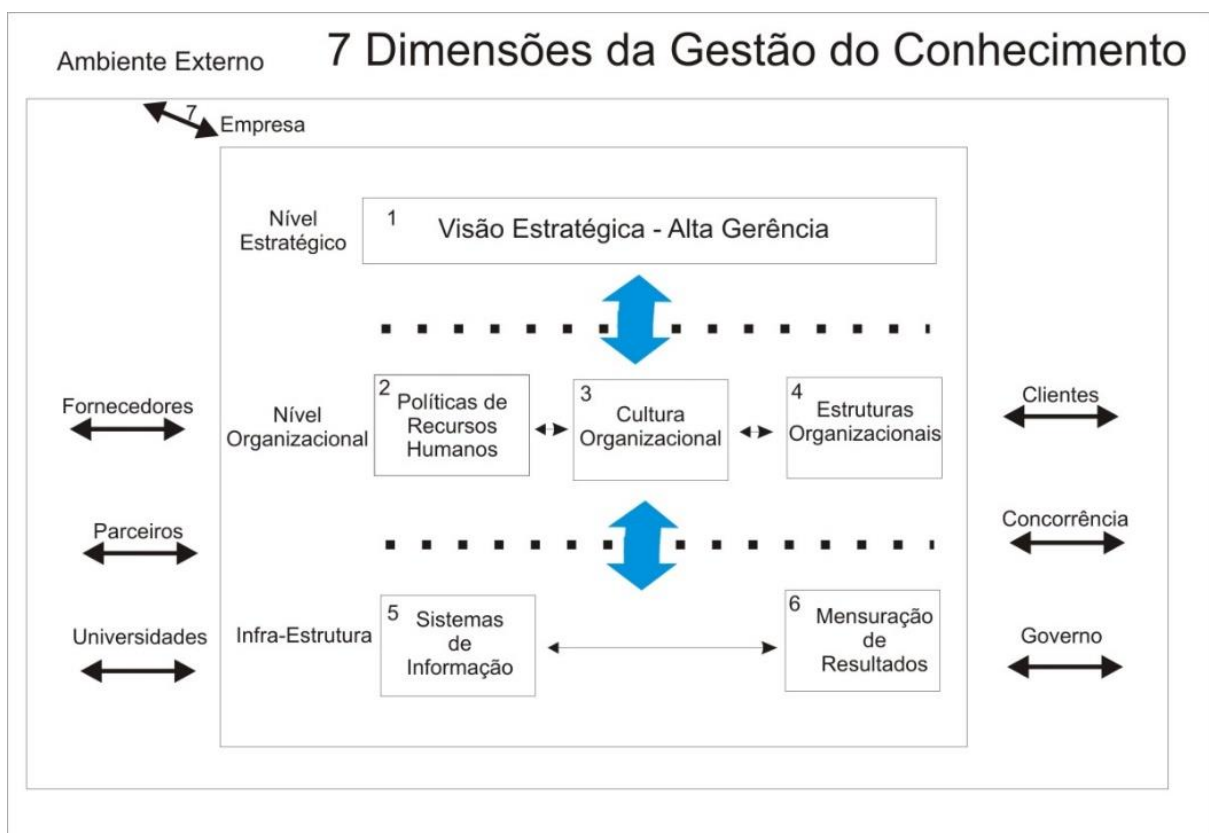 7 Dimensões da Gestão do Conhecimento
Ambiente Externo
7
Empresa
Nível
Estratégico
1
Visão Estratégica - Alta Gerência
Fornecedores
Nível
Organizacional
2
Políticas de
Recursos
Humanos
3
Cultura
Organizacional
4
Estruturas
Organizacionais
Clientes
Parceiros
Concorrência
Universidades
Infra-Estrutura
5
Sistemas
de
Informação
6
Mensuração
de
Resultados
Governo